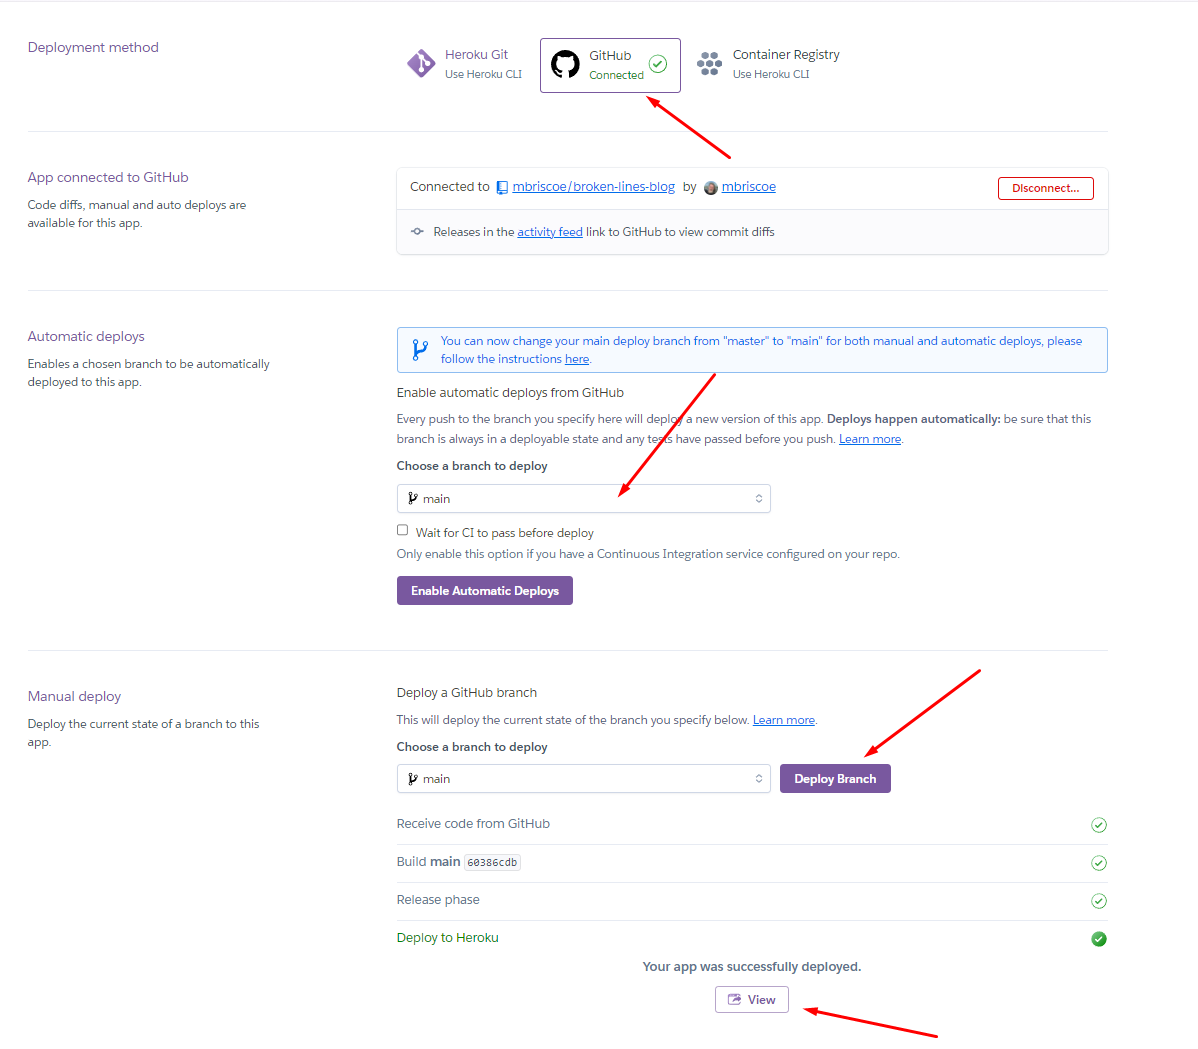 Deployment method
Heroku Git
Use Heroku CLI
GitHub
Connected
Container Registry
Use Heroku CLI
App connected to GitHub
Code diffs, manual and auto deploys are
available for this app.
Connected to mbriscoe/broken-lines-blog by mbriscoe
Disconnect...
Releases in the activity feed link to GitHub to view commit diffs
Automatic deploys
Enables a chosen branch to be automatically
deployed to this app.
You can now change your main deploy branch from "master" to "main" for both manual and automatic deploys, please
follow the instructions here.
Enable automatic deploys from GitHub
Every push to the branch you specify here will deploy a new version of this app. Deploys happen automatically: be sure that this
branch is always in a deployable state and any tests have passed before you push. Learn more.
Choose a branch to deploy
main
Wait for CI to pass before deploy
Only enable this option if you have a Continuous Integration service configured on your repo.
Enable Automatic Deploys
Manual deploy
Deploy the current state of a branch to this
app.
Deploy a GitHub branch
This will deploy the current state of the branch you specify below. Learn more.
Choose a branch to deploy
main
Deploy Branch
Receive code from GitHub
Build main 60386cdb
Release phase
Deploy to Heroku
Your app was successfully deployed.
View